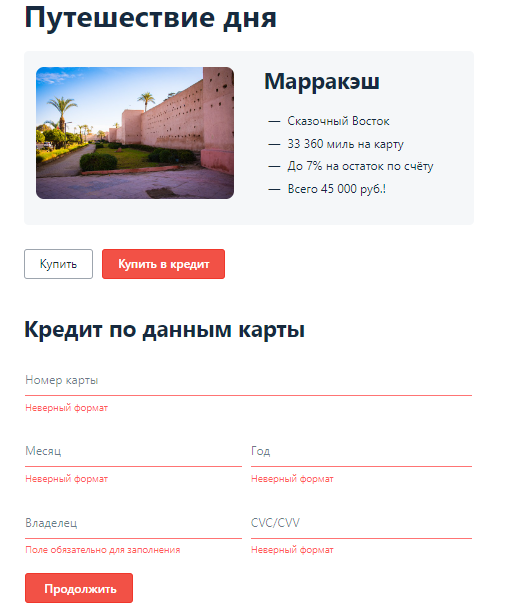 Путешествие дня
Марракэш
— Сказочный Восток
— 33 360 миль на карту
— До 7% на остаток по счёту
— Всего 45 000 руб.!
Купить
Купить в кредит
Кредит по данным карты
Номер карты
Неверный формат
Месяц
Год
Неверный формат
Неверный формат
Владелец
CVC/CVV
Поле обязательно для заполнения
Неверный формат
Продолжить